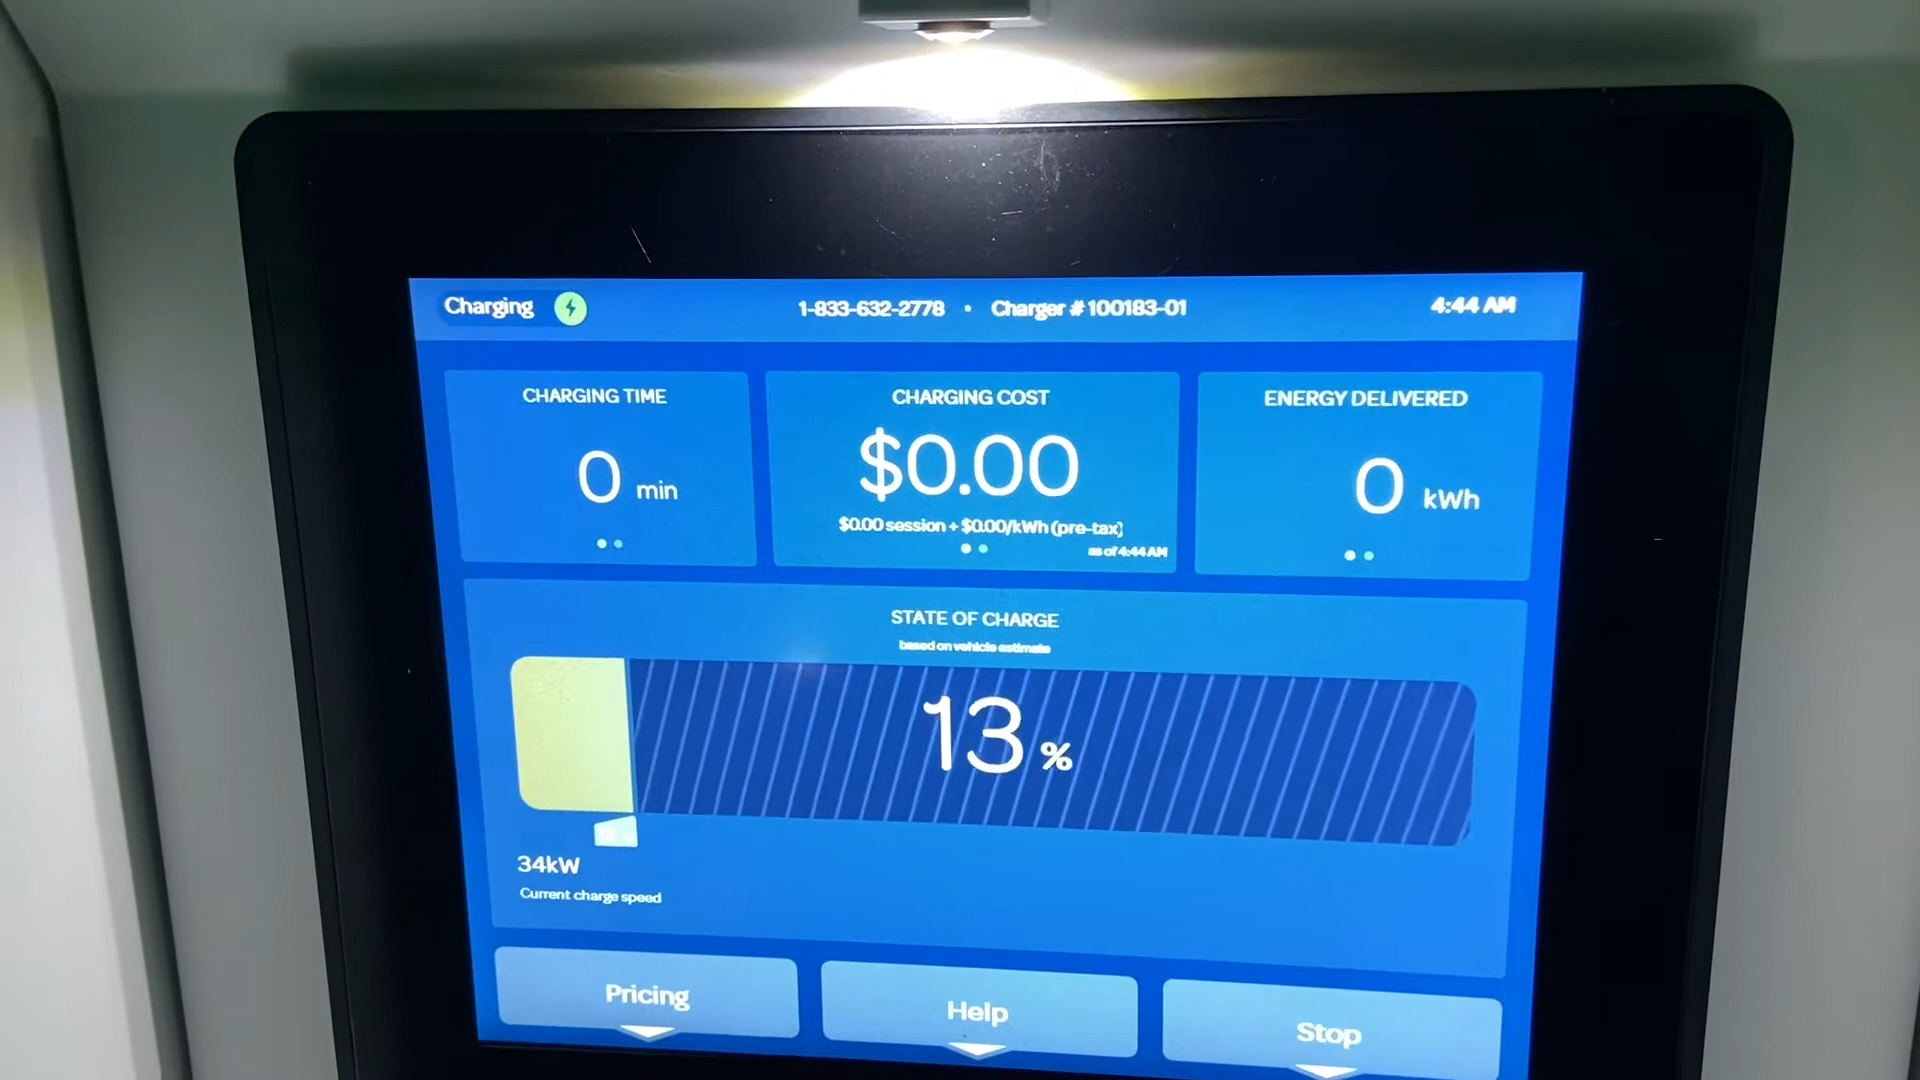 Charging
1-833-632-2778 • Charger # 100183-01
4:44 AM
CHARGING TIME
0 min
CHARGING COST
$0.00
$0.00 session + $0.00/kWh (pre-tax)
as of 4:44 AM
ENERGY DELIVERED
0 kWh
STATE OF CHARGE
based on vehicle estimate
13 %
34kW
Current charge speed
Pricing
Help
Stop